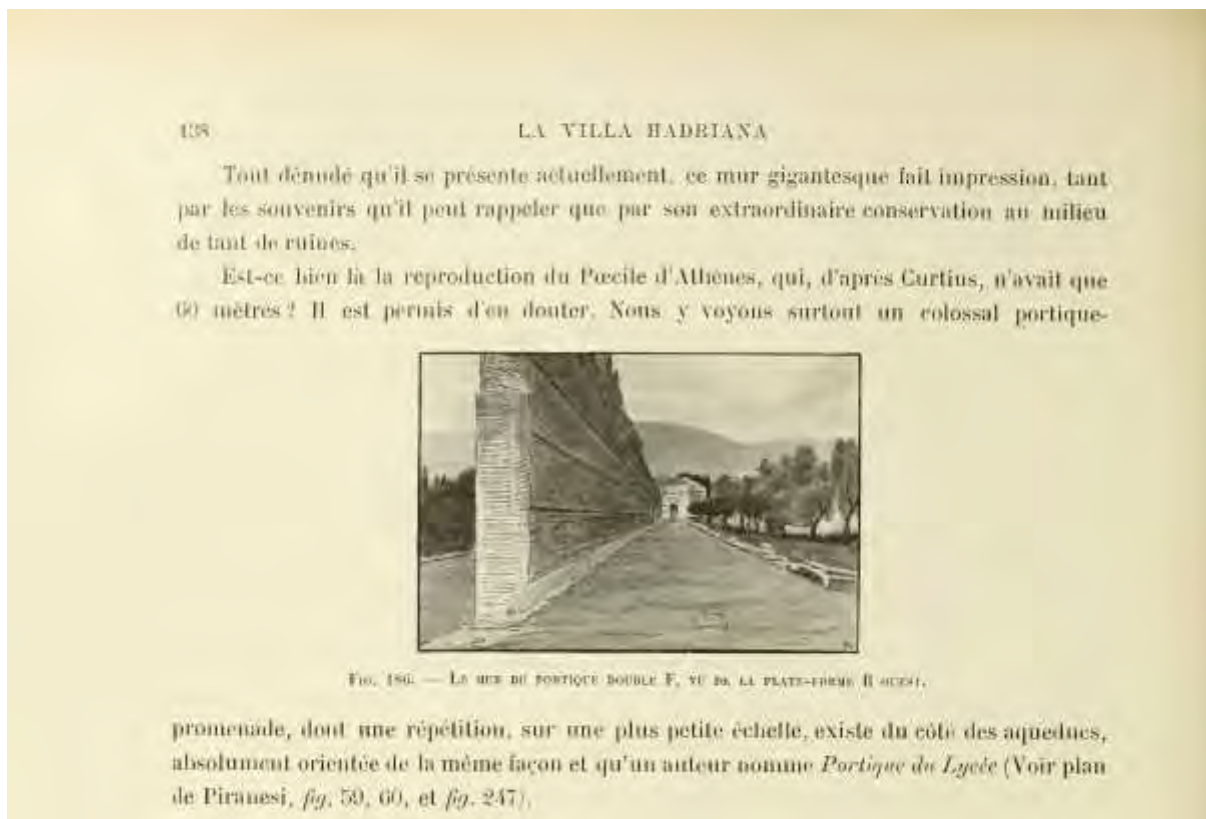 138
LA VILLA HADRIANA
Tout dénudé qu'il se présente actuellement, ce mur gigantesque fait impression, tant
par les souvenirs qu'il peut rappeler que par son extraordinaire conservation au milieu
de tant de ruines.
Est-ce bien là la reproduction du Pœcile d'Athènes, qui, d'après Curtius, n'avait que
60 mètres ? Il est permis d'en douter. Nous y voyons surtout un colossal portique-
FIG. 186. — LE MUR DU PORTIQUE DOUBLE F, VU DE LA PLATE-FORME R OUEST.
promenade, dont une répétition, sur une plus petite échelle, existe du côté des aqueducs,
absolument orientée de la même façon et qu'un auteur nomme Portique du Lycée (Voir plan
de Piranesi, fig. 59, 60, et fig. 247).